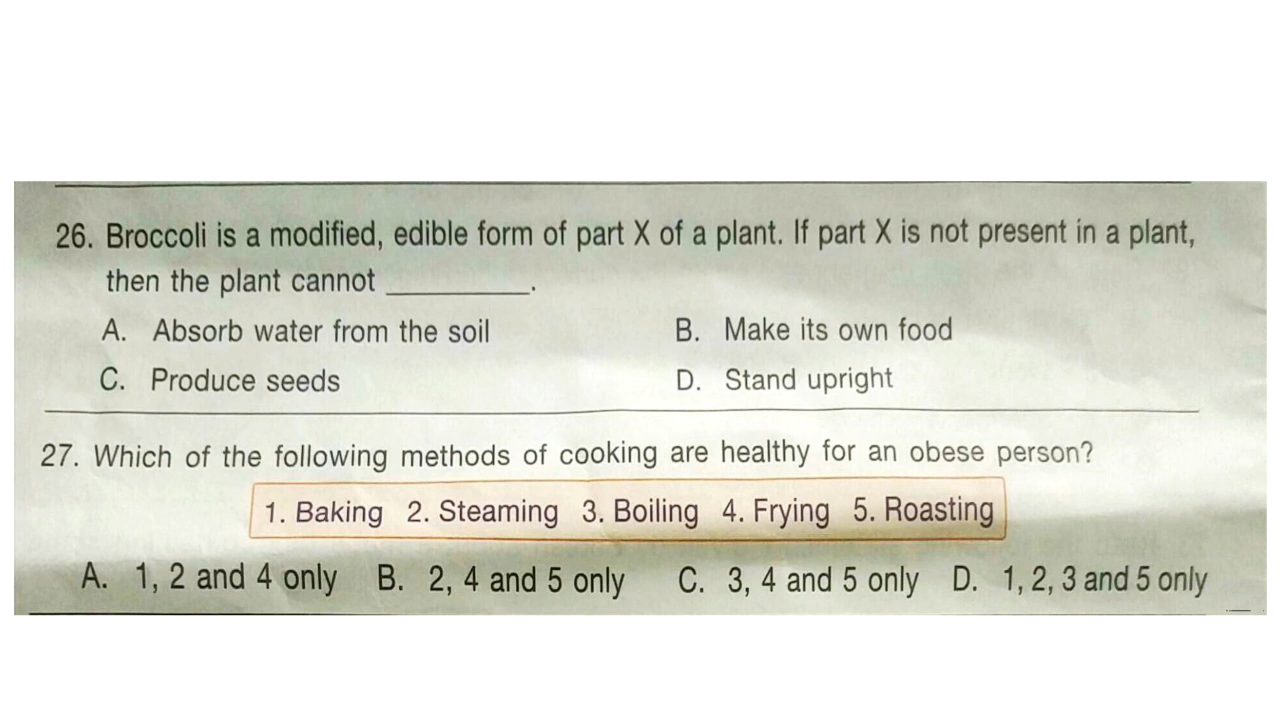 26. Broccoli is a modified, edible form of part X of a plant. If part X is not present in a plant,
then the plant cannot __________.
A. Absorb water from the soil B. Make its own food
C. Produce seeds D. Stand upright
27. Which of the following methods of cooking are healthy for an obese person?
1. Baking 2. Steaming 3. Boiling 4. Frying 5. Roasting
A. 1, 2 and 4 only B. 2, 4 and 5 only C. 3, 4 and 5 only D. 1, 2, 3 and 5 only